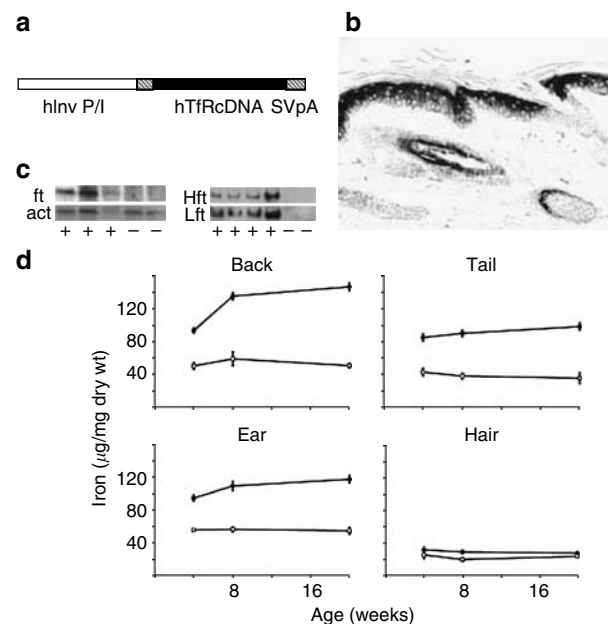 a
hInv P/I hTfRcDNA SVpA
b
c
ft
act
+ + + – –
Hft
Lft
+ + + + – –
d
Back Tail
120
80
40
Ear Hair
120
80
40
8 16 8 16
Iron (µg/mg dry wt)
Age (weeks)